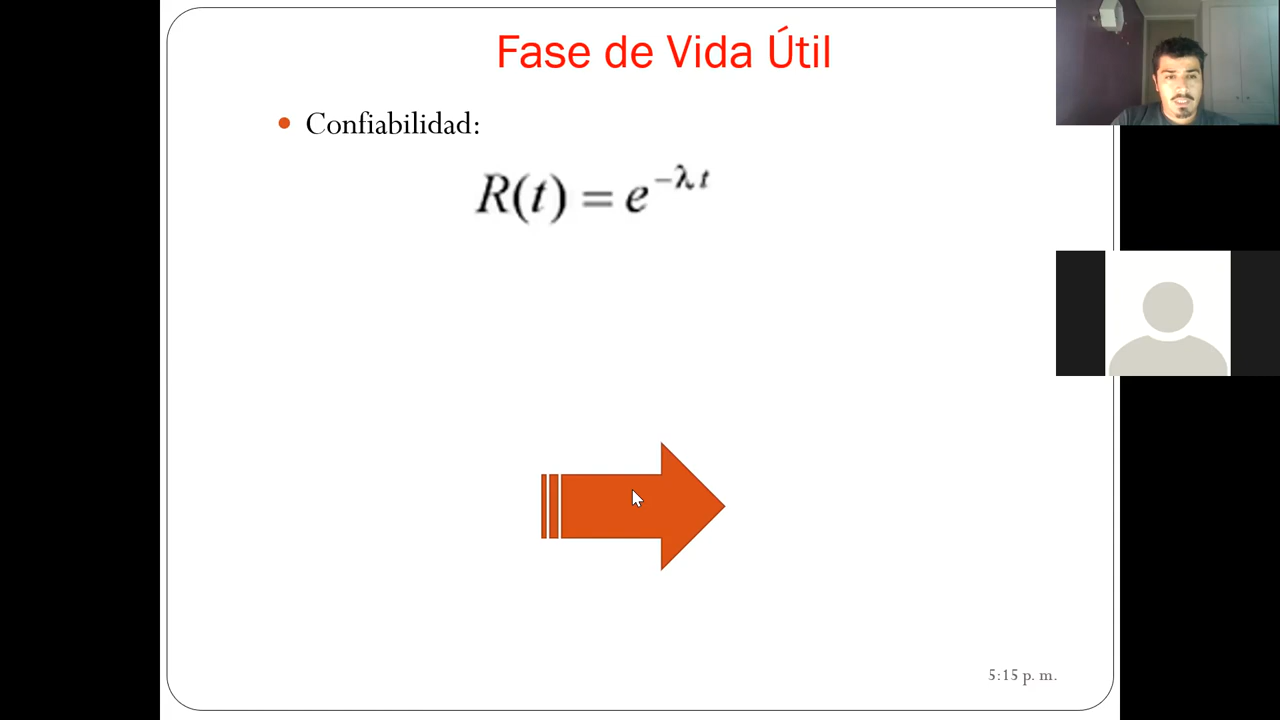 Fase de Vida Útil
Confiabilidad:
R(t) = e^{-λt}
5:15 p. m.